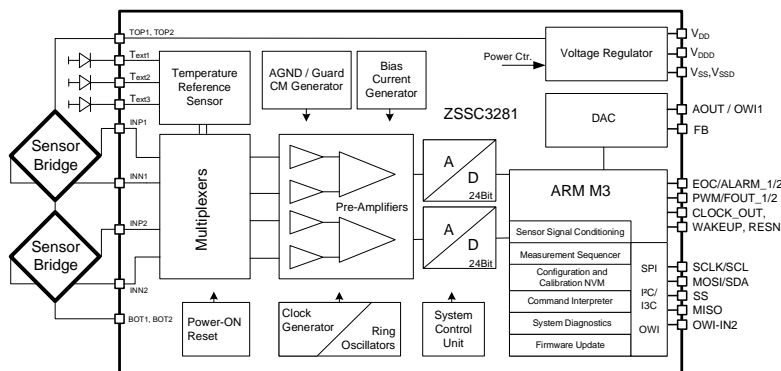 TOP1, TOP2
Text1
Text2
Text3
INP1
INN1
INP2
INN2
BOT1, BOT2
Sensor
Bridge
Sensor
Bridge
Temperature
Reference
Sensor
AGND / Guard
CM Generator
Bias
Current
Generator
Power Ctr.
Voltage Regulator
VDD
VDDD
VSS,VSSD
ZSSC3281
DAC
AOUT / OWI1
FB
Multiplexers
Pre-Amplifiers
A
D
24Bit
A
D
24Bit
ARM M3
Sensor Signal Conditioning
Measurement Sequencer
Configuration and
Calibration NVM
Command Interpreter
System Diagnostics
Firmware Update
SPI
I²C/
I3C
OWI
EOC/ALARM_1/2
PWM/FOUT_1/2
CLOCK_OUT,
WAKEUP, RESN
SCLK/SCL
MOSI/SDA
SS
MISO
OWI-IN2
Power-ON
Reset
Clock
Generator
Ring
Oscillators
System
Control
Unit